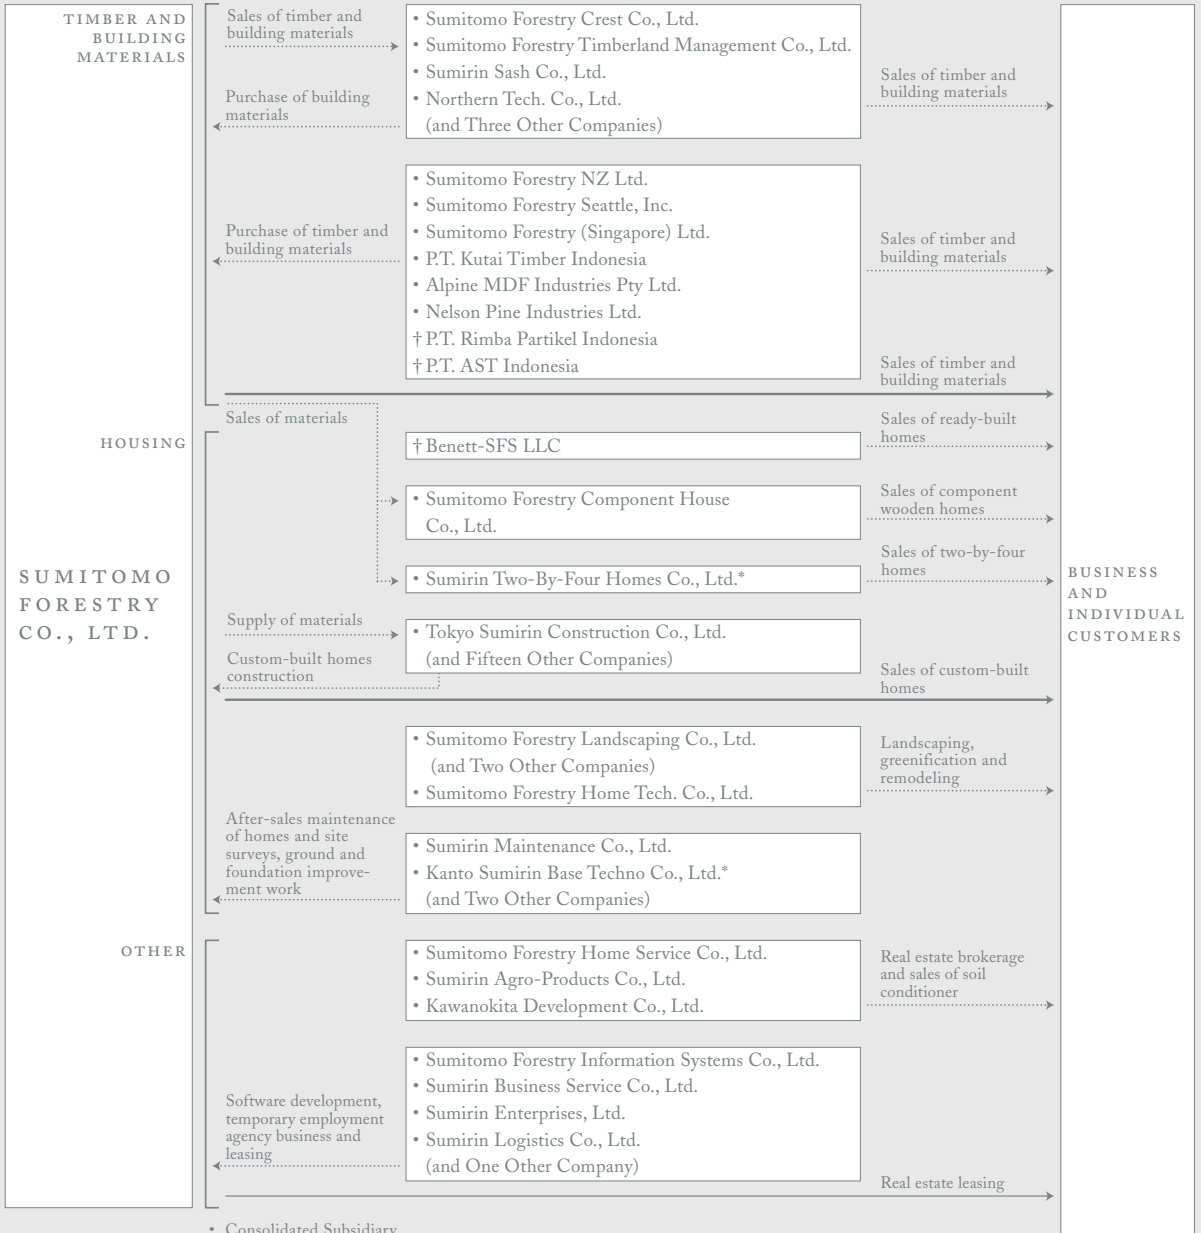 TIMBER AND
BUILDING
MATERIALS
Sales of timber and
building materials
Purchase of building
materials
• Sumitomo Forestry Crest Co., Ltd.
• Sumitomo Forestry Timberland Management Co., Ltd.
• Sumirin Sash Co., Ltd.
• Northern Tech. Co., Ltd.
(and Three Other Companies)
Sales of timber and
building materials
Purchase of timber and
building materials
• Sumitomo Forestry NZ Ltd.
• Sumitomo Forestry Seattle, Inc.
• Sumitomo Forestry (Singapore) Ltd.
• P.T. Kutai Timber Indonesia
• Alpine MDF Industries Pty Ltd.
• Nelson Pine Industries Ltd.
† P.T. Rimba Partikel Indonesia
† P.T. AST Indonesia
Sales of timber and
building materials
Sales of timber and
building materials
Sales of materials
HOUSING
† Benett-SFS LLC
Sales of ready-built
homes
• Sumitomo Forestry Component House
Co., Ltd.
Sales of component
wooden homes
• Sumirin Two-By-Four Homes Co., Ltd.*
Sales of two-by-four
homes
SUMITOMO
FORESTRY
CO., LTD.
BUSINESS
AND
INDIVIDUAL
CUSTOMERS
Supply of materials
Custom-built homes
construction
• Tokyo Sumirin Construction Co., Ltd.
(and Fifteen Other Companies)
Sales of custom-built
homes
• Sumitomo Forestry Landscaping Co., Ltd.
(and Two Other Companies)
• Sumitomo Forestry Home Tech. Co., Ltd.
Landscaping,
greenification and
remodeling
After-sales maintenance
of homes and site
surveys, ground and
foundation improve-
ment work
• Sumirin Maintenance Co., Ltd.
• Kanto Sumirin Base Techno Co., Ltd.*
(and Two Other Companies)
OTHER
• Sumitomo Forestry Home Service Co., Ltd.
• Sumirin Agro-Products Co., Ltd.
• Kawanokita Development Co., Ltd.
Real estate brokerage
and sales of soil
conditioner
Software development,
temporary employment
agency business and
leasing
• Sumitomo Forestry Information Systems Co., Ltd.
• Sumirin Business Service Co., Ltd.
• Sumirin Enterprises, Ltd.
• Sumirin Logistics Co., Ltd.
(and One Other Company)
Real estate leasing
• Consolidated Subsidiary